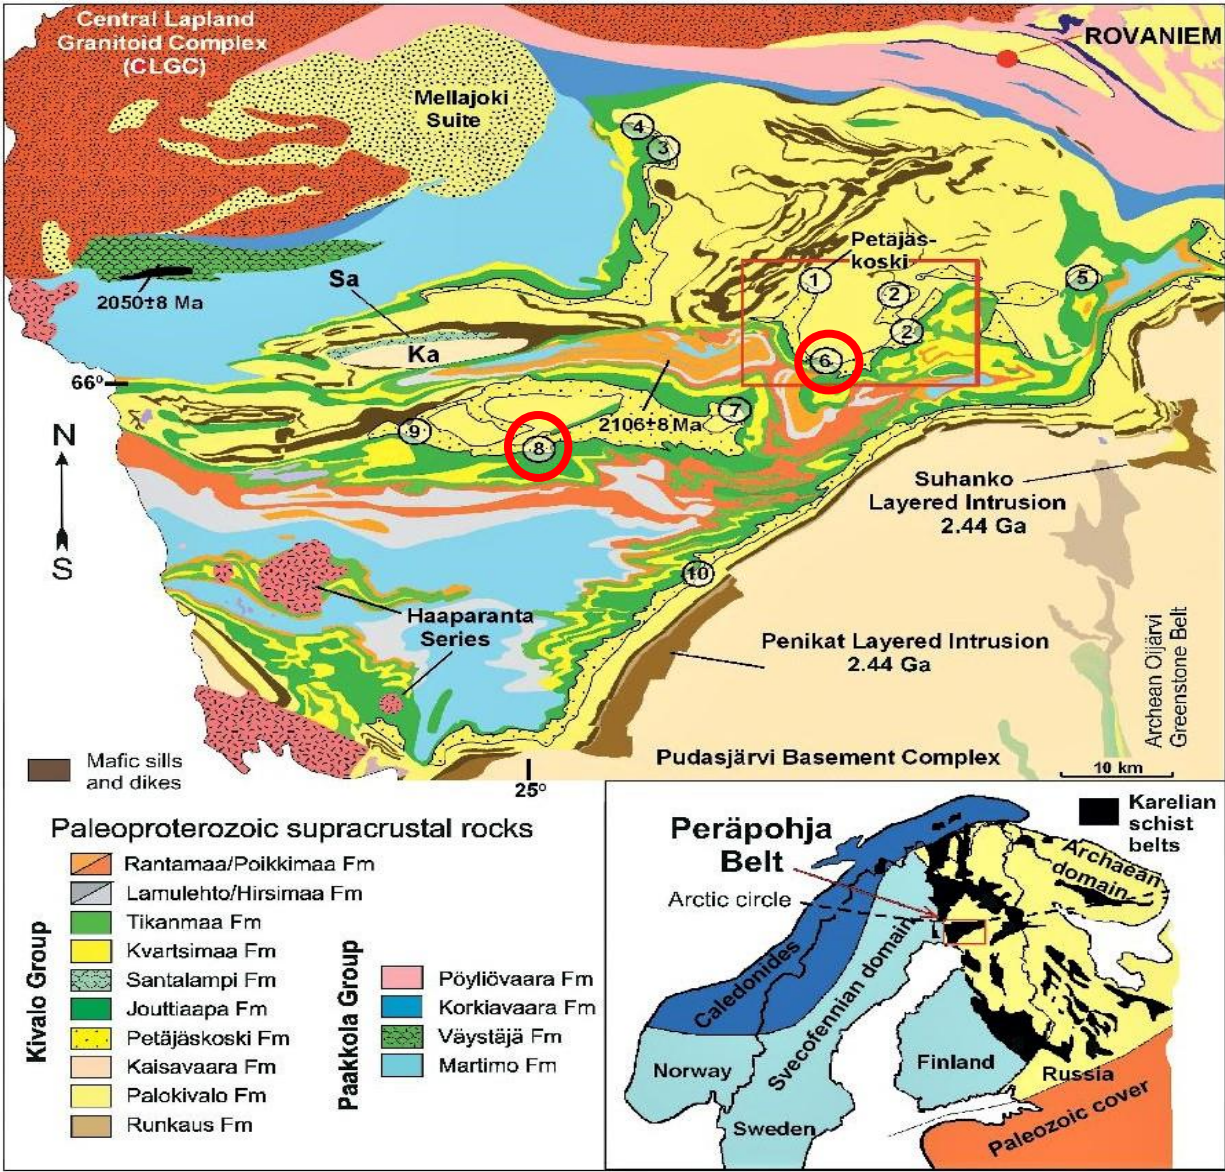 Central Lapland
Granitoid Complex
(CLGC)
ROVANIEM
Mellajoki
Suite
4
3
Petäjäs-
koski
1
2
5
2
6
2050±8 Ma
Sa
Ka
66º
2106±8 Ma
7
9
8
N
S
Suhanko
Layered Intrusion
2.44 Ga
10
Haaparanta
Series
Penikat Layered Intrusion
2.44 Ga
Archean Oijärvi
Greenstone Belt
Pudasjärvi Basement Complex
10 km
25º
Mafic sills
and dikes
Paleoproterozoic supracrustal rocks
Kivalo Group
Rantamaa/Poikkimaa Fm
Lamulehto/Hirsimaa Fm
Tikanmaa Fm
Kvartsimaa Fm
Santalampi Fm
Jouttiaapa Fm
Petäjäskoski Fm
Kaisavaara Fm
Palokivalo Fm
Runkaus Fm
Paakkola Group
Pöyliövaara Fm
Korkiavaara Fm
Väystäjä Fm
Martimo Fm
Karelian
schist
belts
Peräpohja
Belt
Arctic circle
Archaean
domain
Caledonides
Svecofennian domain
Norway
Sweden
Finland
Russia
Paleozoic cover